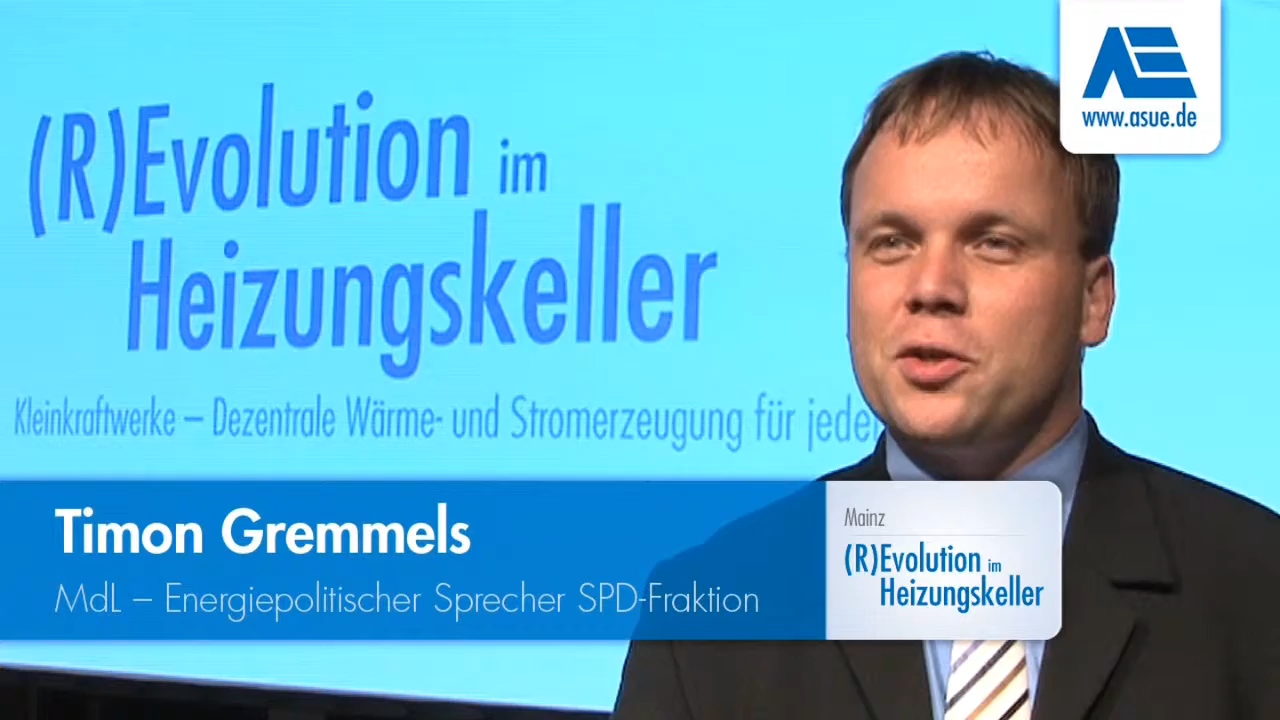 www.asue.de
(R)Evolution im
Heizungskeller
Kleinkraftwerke – Dezentrale Wärme- und Stromerzeugung für jede
Timon Gremmels
MdL – Energiepolitischer Sprecher SPD-Fraktion
Mainz
(R)Evolution im
Heizungskeller